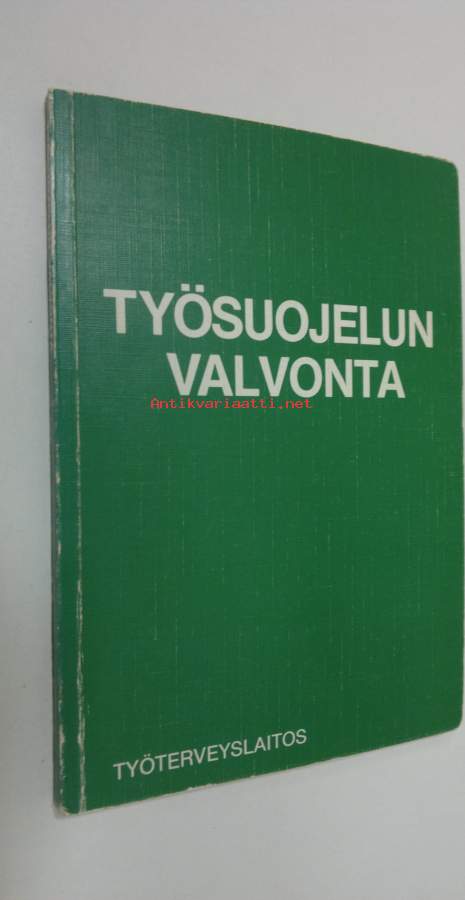 TYÖSUOJELUN
VALVONTA
Antikvariaatti.net
TYÖTERVEYSLAITOS